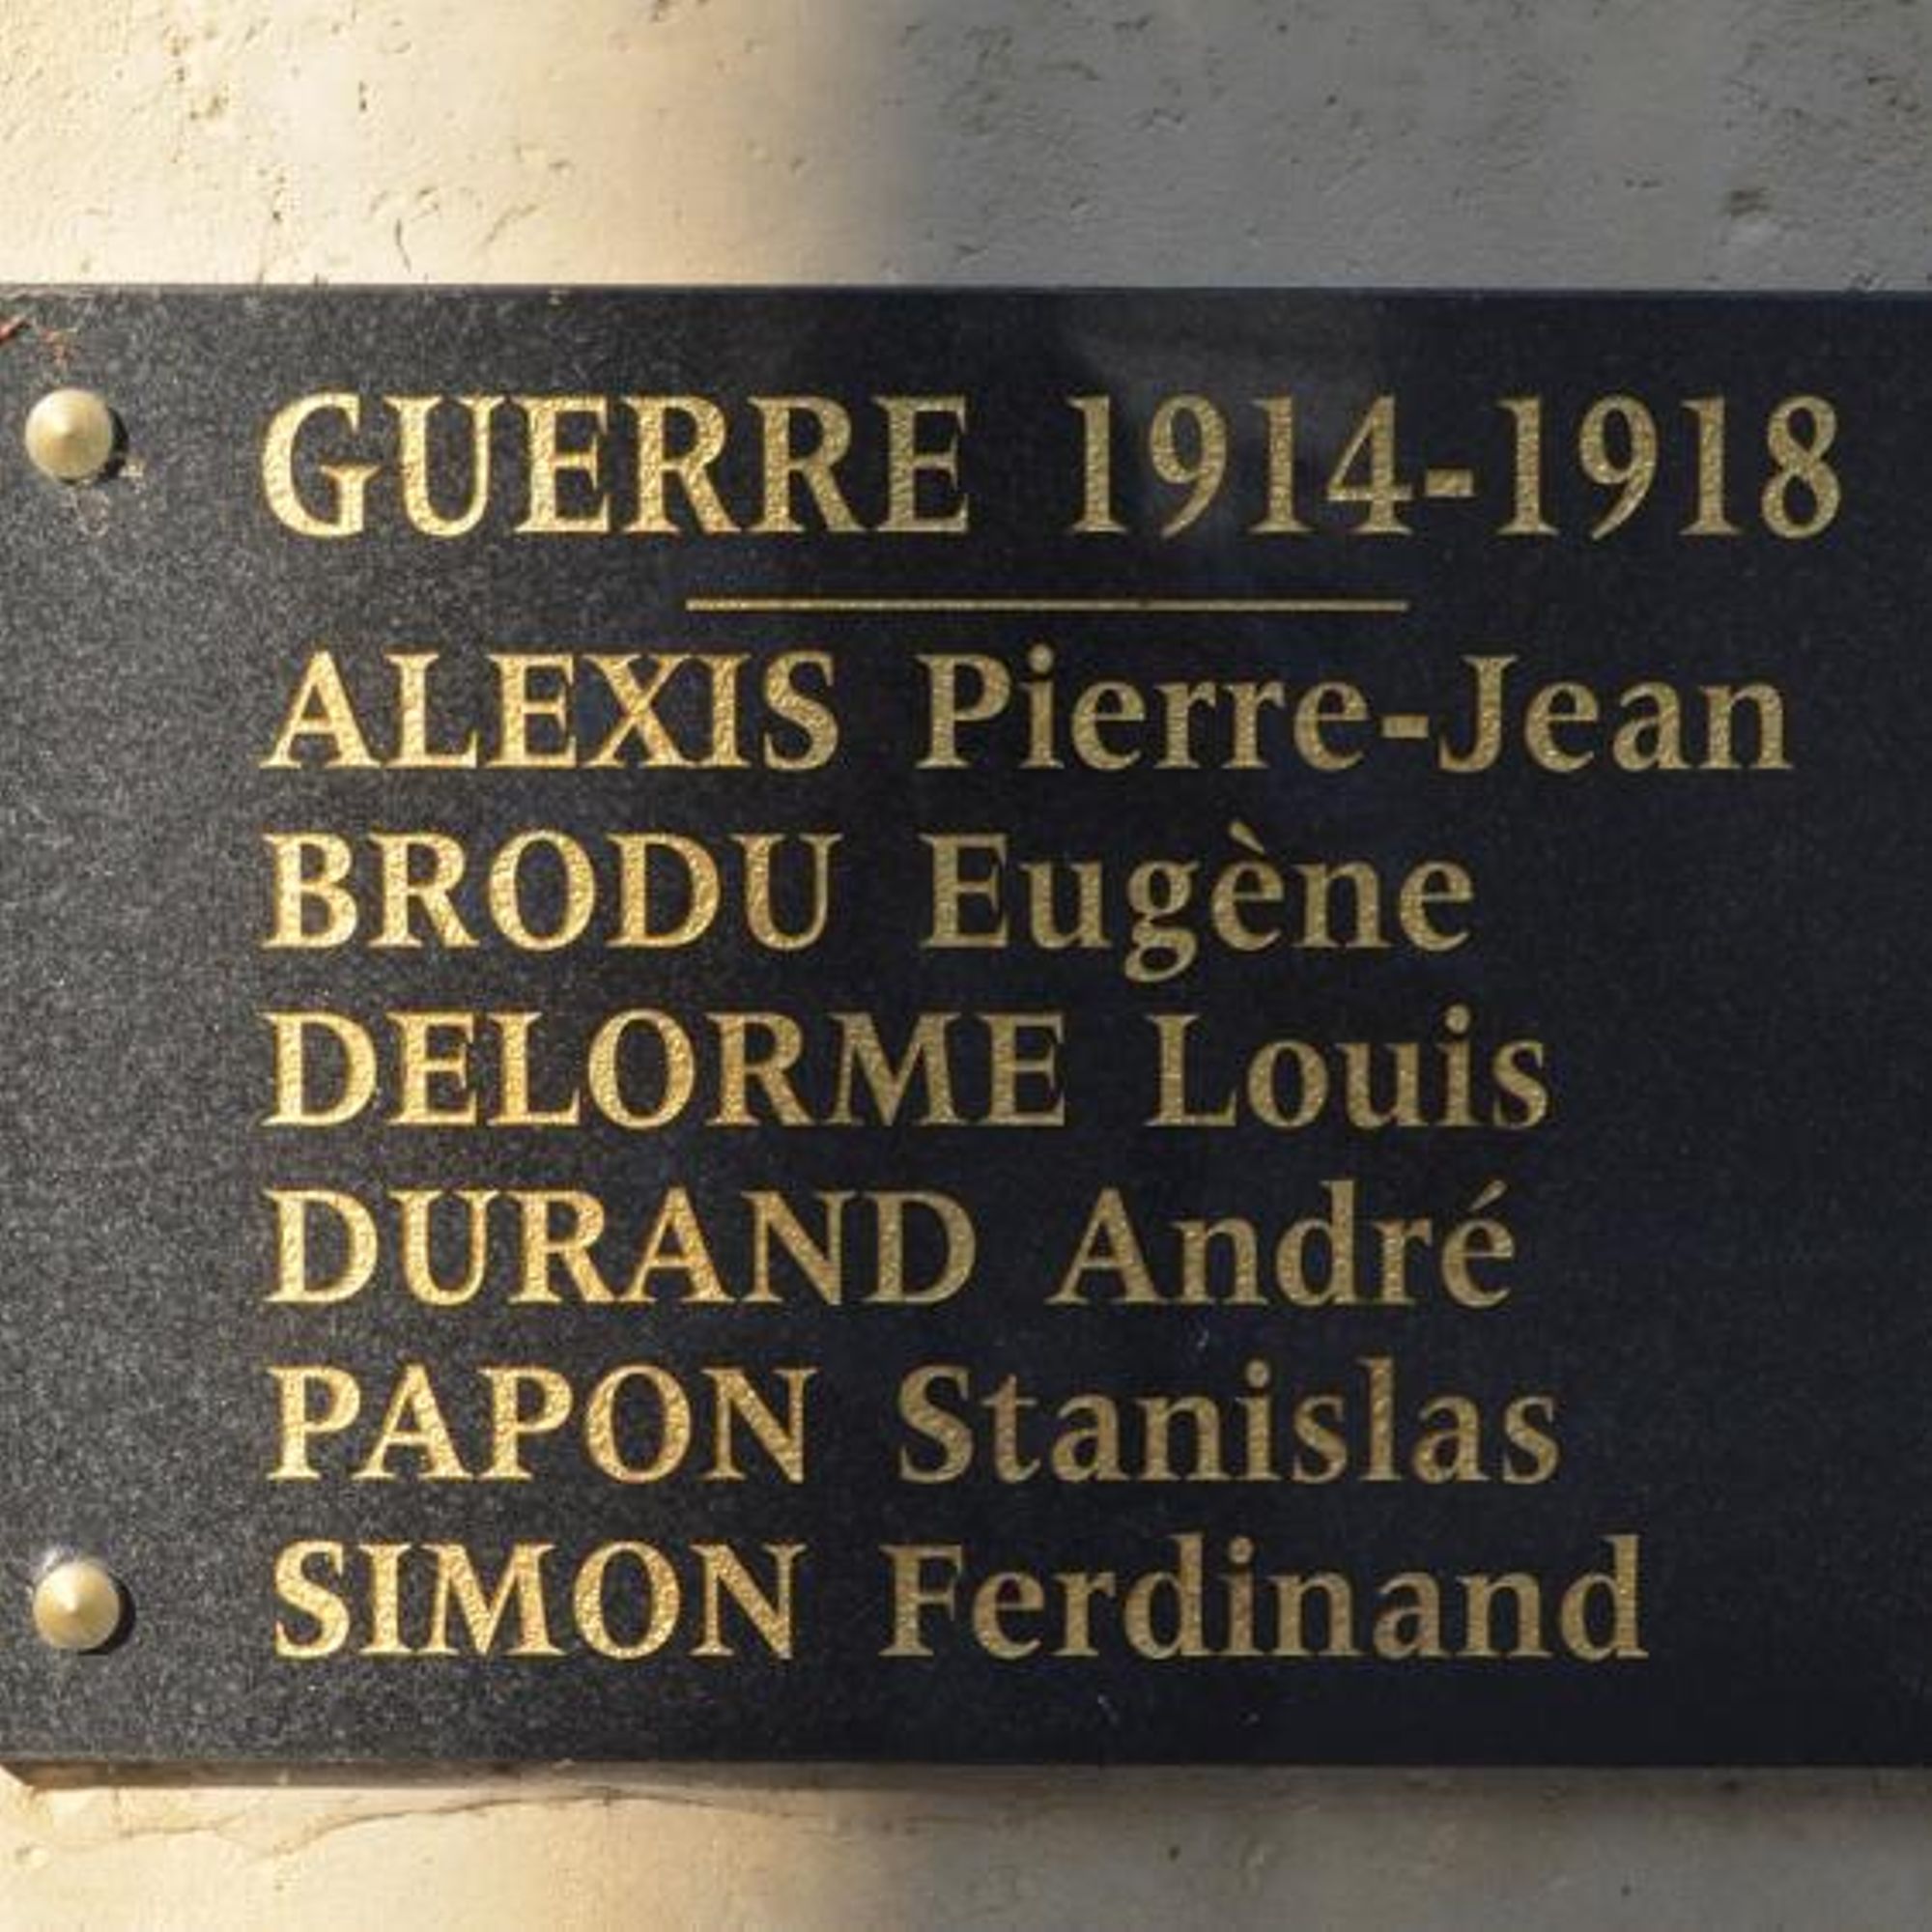 GUERRE 1914-1918
ALEXIS Pierre-Jean
BRODU Eugène
DELORME Louis
DURAND André
PAPON Stanislas
SIMON Ferdinand